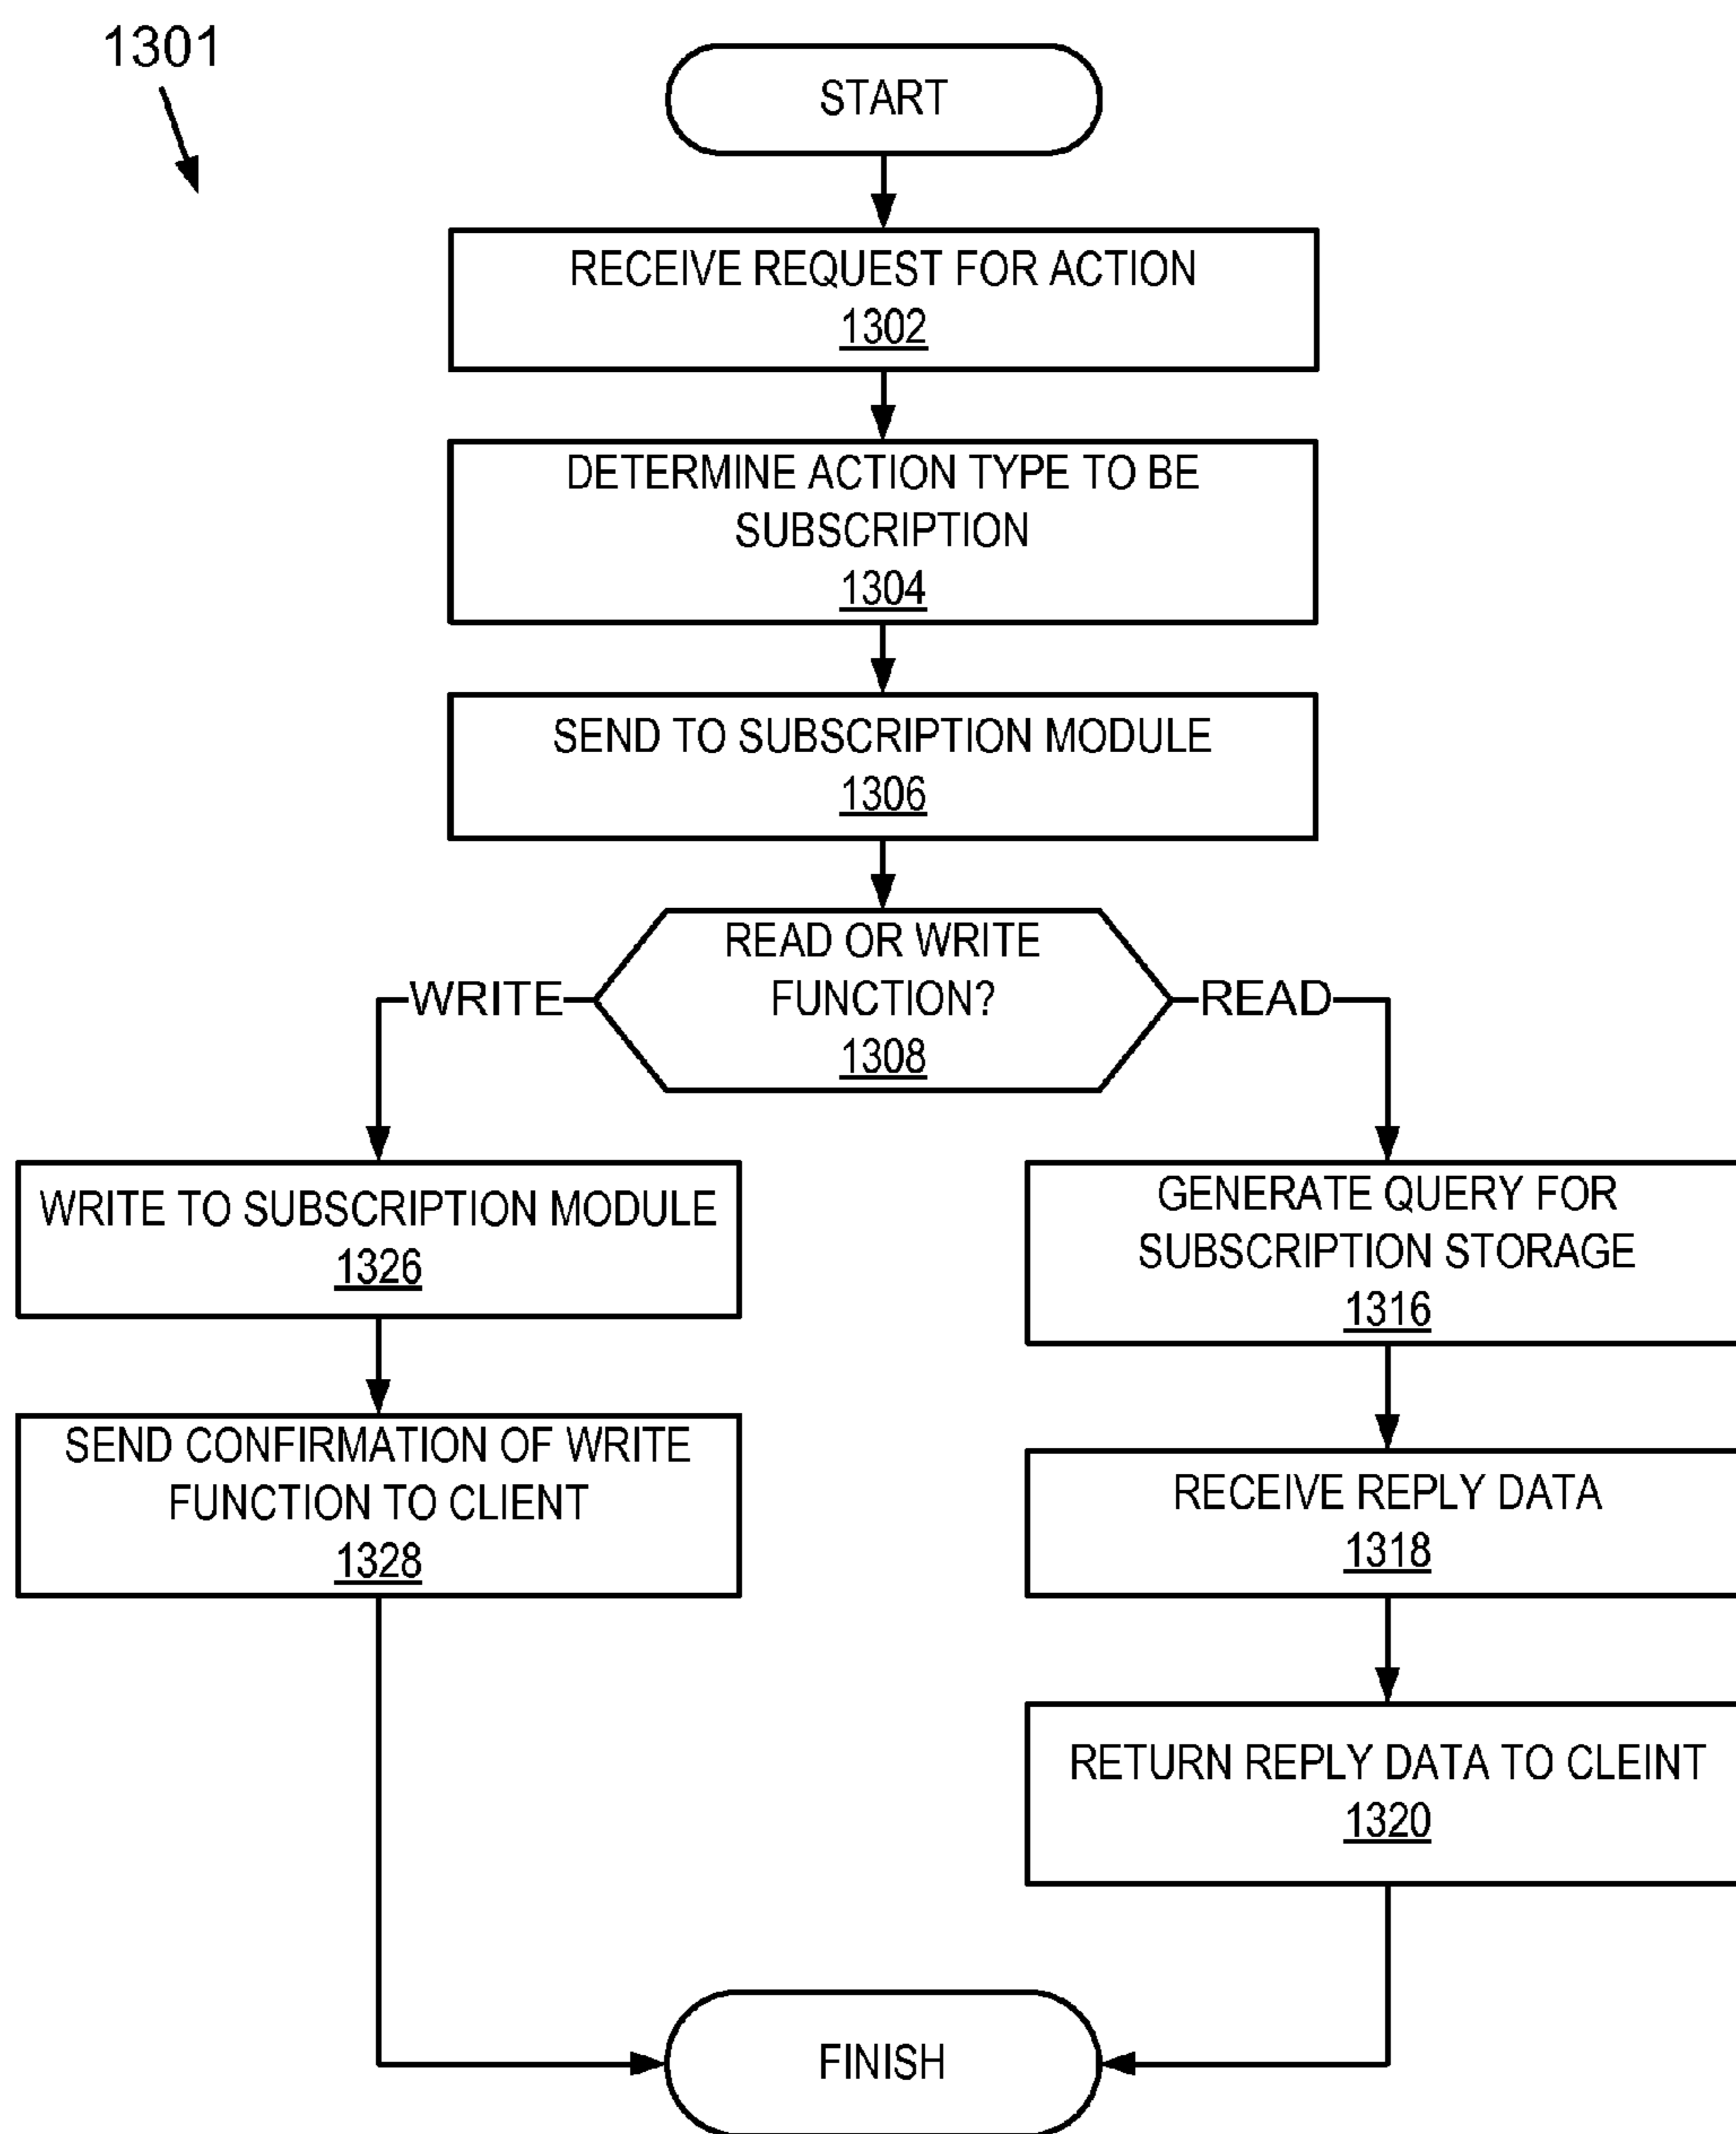 1301
START
RECEIVE REQUEST FOR ACTION
1302
DETERMINE ACTION TYPE TO BE
SUBSCRIPTION
1304
SEND TO SUBSCRIPTION MODULE
1306
READ OR WRITE
FUNCTION?
1308
WRITE
READ
WRITE TO SUBSCRIPTION MODULE
1326
SEND CONFIRMATION OF WRITE
FUNCTION TO CLIENT
1328
GENERATE QUERY FOR
SUBSCRIPTION STORAGE
1316
RECEIVE REPLY DATA
1318
RETURN REPLY DATA TO CLEINT
1320
FINISH